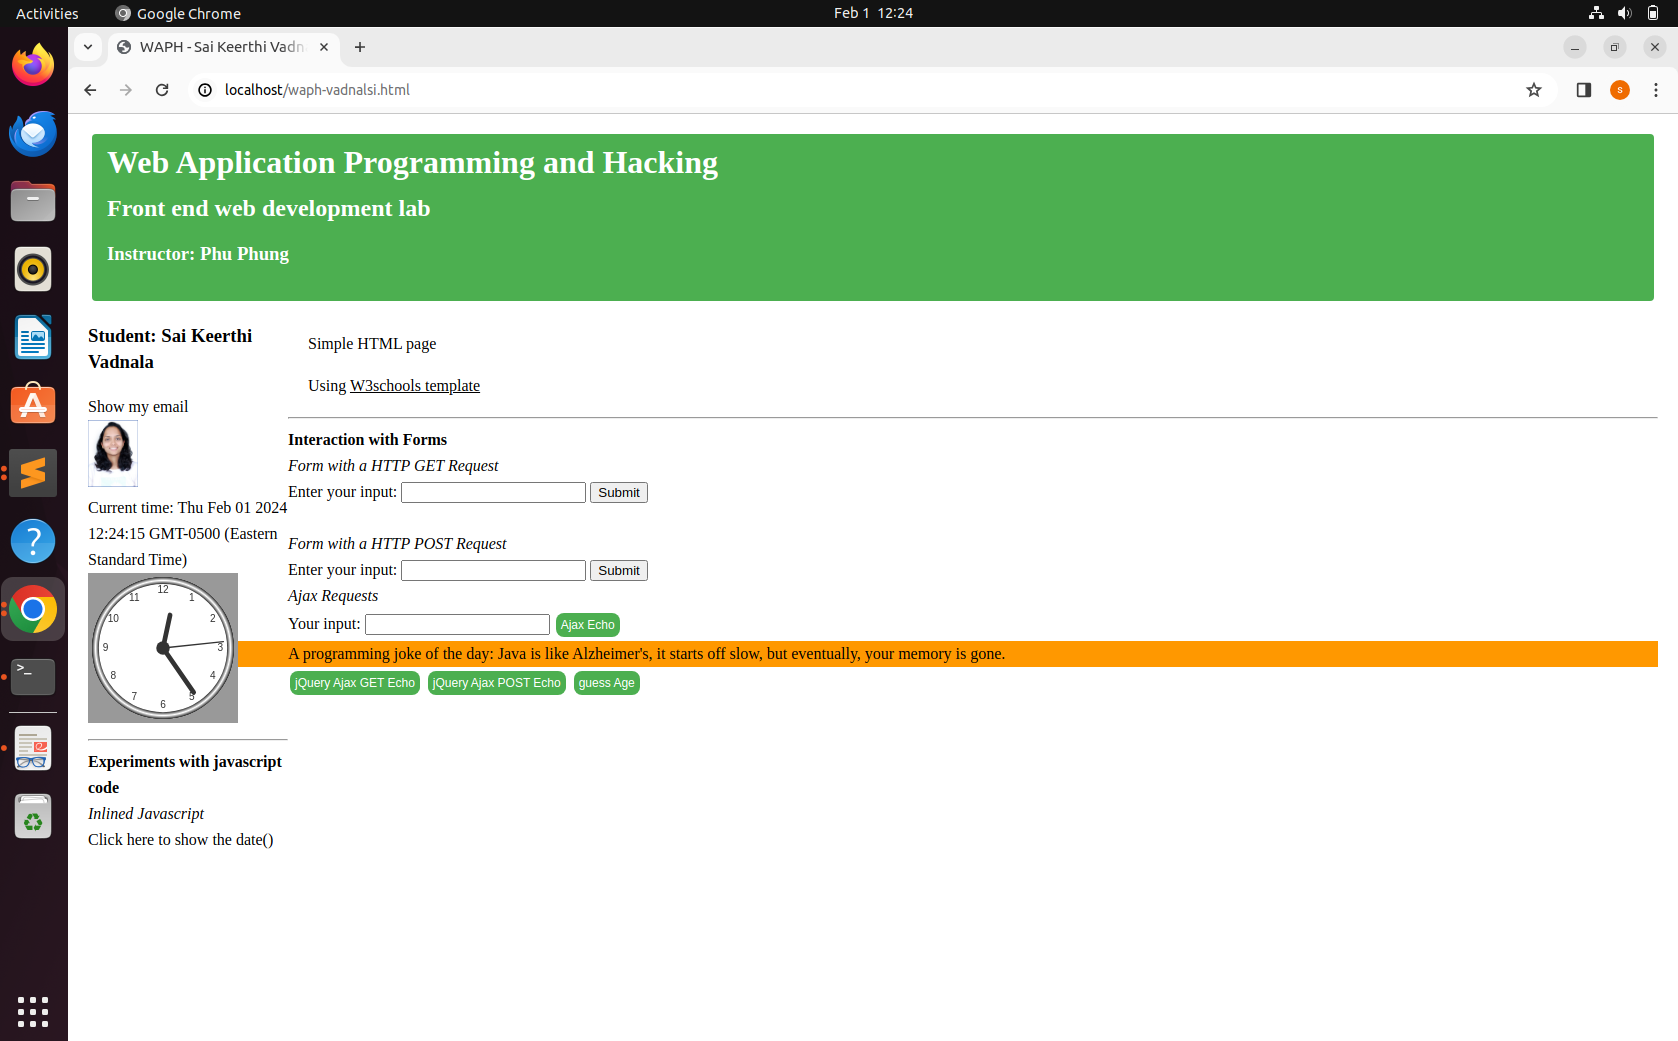 Activities
Google Chrome
Feb 1 12:24
WAPH - Sai Keerthi Vadn
localhost/waph-vadnalsi.html
S
Web Application Programming and Hacking
Front end web development lab
Instructor: Phu Phung
Student: Sai Keerthi
Vadnala
Show my email
Current time: Thu Feb 01 2024
12:24:15 GMT-0500 (Eastern
Standard Time)
12
1
2
3
4
5
6
7
8
9
10
11
Experiments with javascript
code
Inlined Javascript
Click here to show the date()
Simple HTML page
Using W3schools template
Interaction with Forms
Form with a HTTP GET Request
Enter your input: Submit
Form with a HTTP POST Request
Enter your input: Submit
Ajax Requests
Your input: Ajax Echo
A programming joke of the day: Java is like Alzheimer's, it starts off slow, but eventually, your memory is gone.
jQuery Ajax GET Echo jQuery Ajax POST Echo guess Age